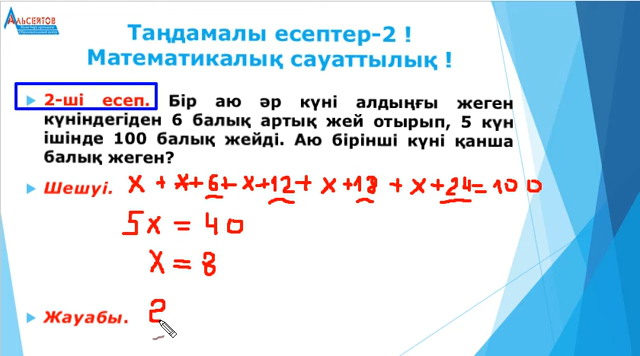 АЛЬСЕЙТОВ
Таңдамалы есептер-2 !
Математикалық сауаттылық !
2-ші есеп. Бір аю әр күні алдыңғы жеген
күніндегіден 6 балық артық жей отырып, 5 күн
ішінде 100 балық жейді. Аю бірінші күні қанша
балық жеген?
Шешуі. x + x+6+ x+12+ x+18 + x+24=100
5x = 40
x = 8
Жауабы. 2